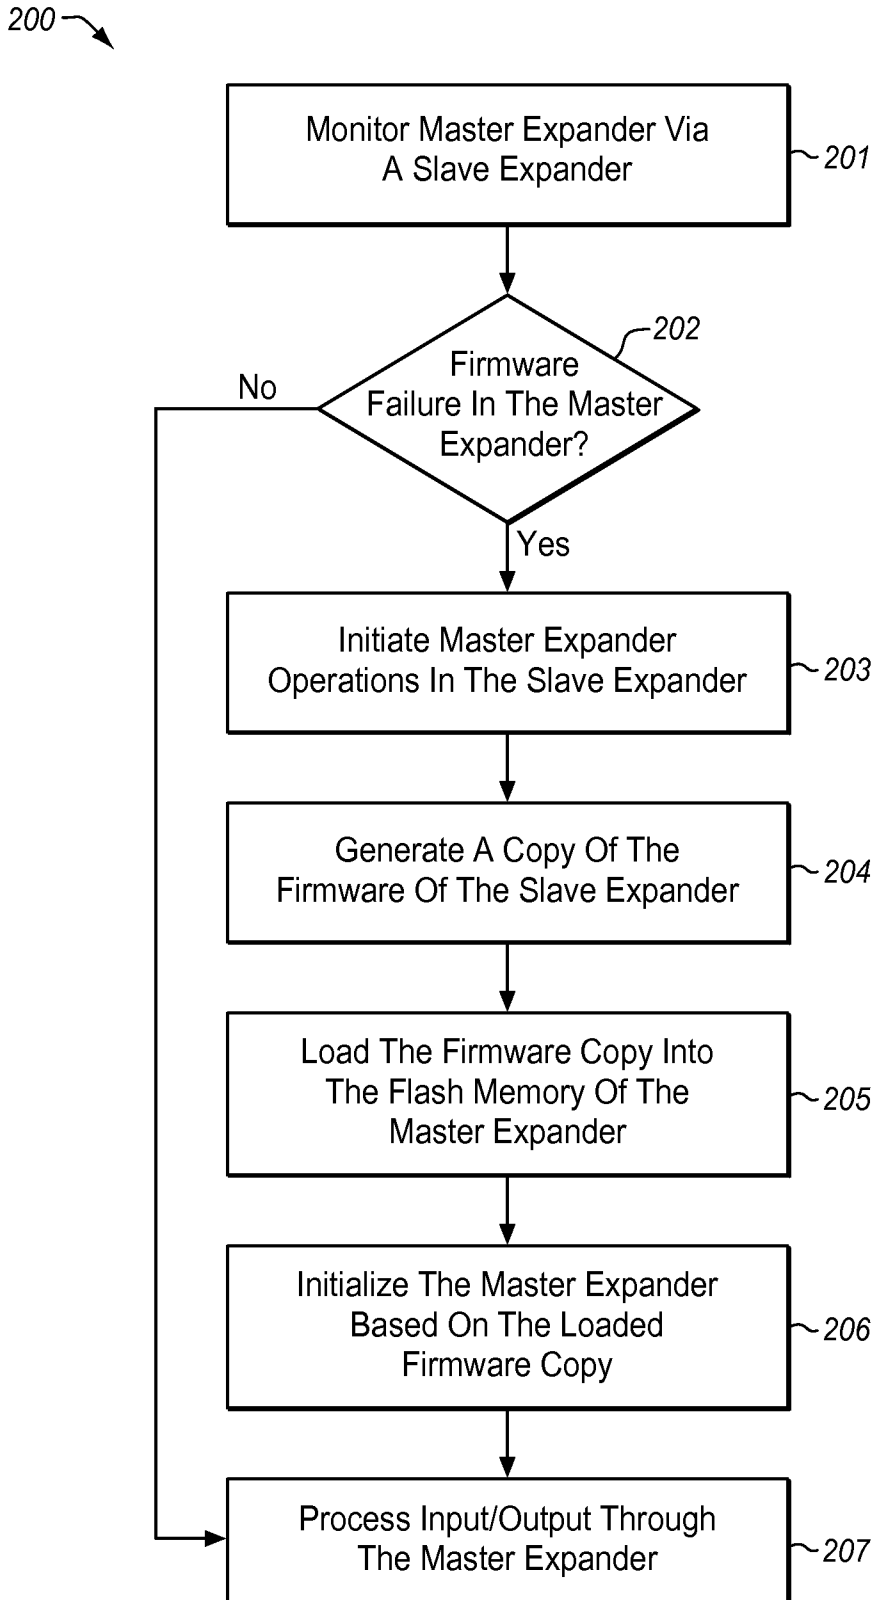 200
Monitor Master Expander Via
A Slave Expander
201
202
Firmware
Failure In The Master
Expander?
No
Yes
Initiate Master Expander
Operations In The Slave Expander
203
Generate A Copy Of The
Firmware Of The Slave Expander
204
Load The Firmware Copy Into
The Flash Memory Of The
Master Expander
205
Initialize The Master Expander
Based On The Loaded
Firmware Copy
206
Process Input/Output Through
The Master Expander
207